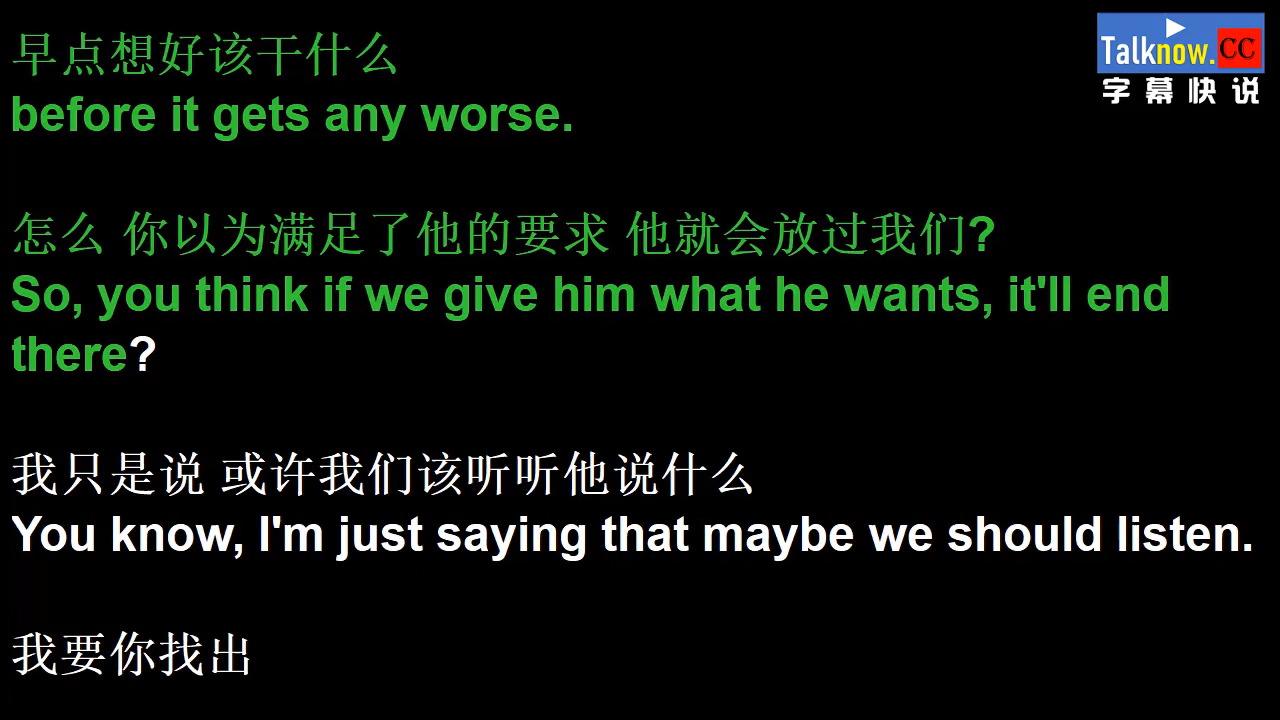 早点想好该干什么
before it gets any worse.
怎么 你以为满足了他的要求 他就会放过我们?
So, you think if we give him what he wants, it'll end
there?
我只是说 或许我们该听听他说什么
You know, I'm just saying that maybe we should listen.
我要你找出
Talknow.CC
字幕快说